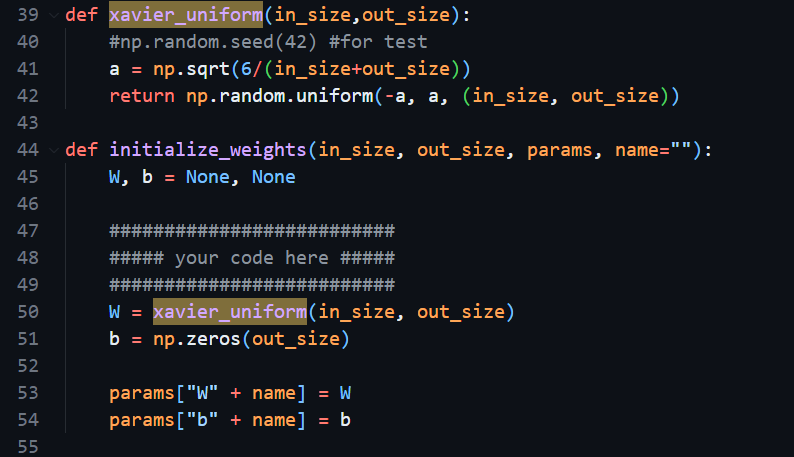 39 def xavier_uniform(in_size,out_size):
40     #np.random.seed(42) #for test
41     a = np.sqrt(6/(in_size+out_size))
42     return np.random.uniform(-a, a, (in_size, out_size))
43
44 def initialize_weights(in_size, out_size, params, name=""):
45     W, b = None, None
46
47     ##########################
48     ##### your code here #####
49     ##########################
50     W = xavier_uniform(in_size, out_size)
51     b = np.zeros(out_size)
52
53     params["W" + name] = W
54     params["b" + name] = b
55